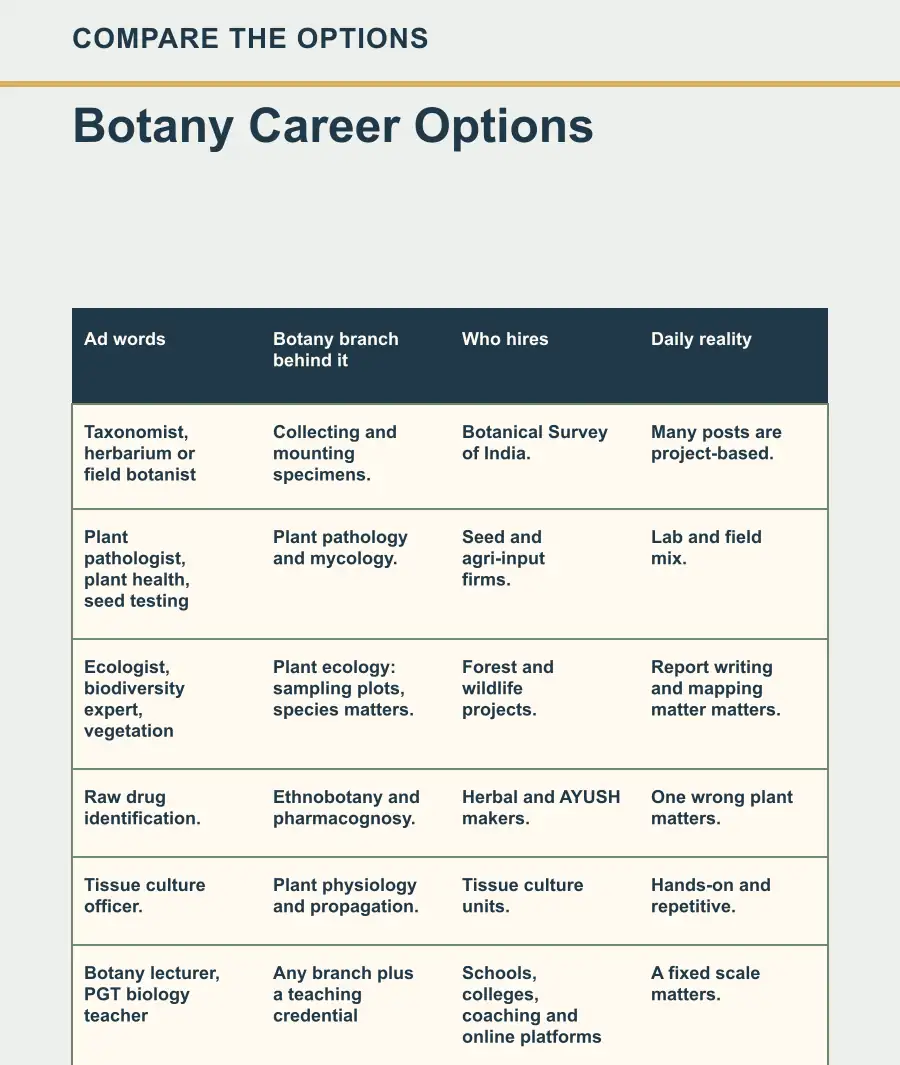 COMPARE THE OPTIONS
Botany Career Options
Ad words
Botany branch
behind it
Who hires
Daily reality
Taxonomist,
herbarium or
field botanist
Collecting and
mounting
specimens.
Botanical Survey
of India.
Many posts are
project-based.
Plant
pathologist,
plant health,
seed testing
Plant pathology
and mycology.
Seed and
agri-input
firms.
Lab and field
mix.
Ecologist,
biodiversity
expert,
vegetation
Plant ecology:
sampling plots,
species matters.
Forest and
wildlife
projects.
Report writing
and mapping
matter matters.
Raw drug
identification.
Ethnobotany and
pharmacognosy.
Herbal and AYUSH
makers.
One wrong plant
matters.
Tissue culture
officer.
Plant physiology
and propagation.
Tissue culture
units.
Hands-on and
repetitive.
Botany lecturer,
PGT biology
teacher
Any branch plus
a teaching
credential
Schools,
colleges,
coaching and
online platforms
A fixed scale
matters.